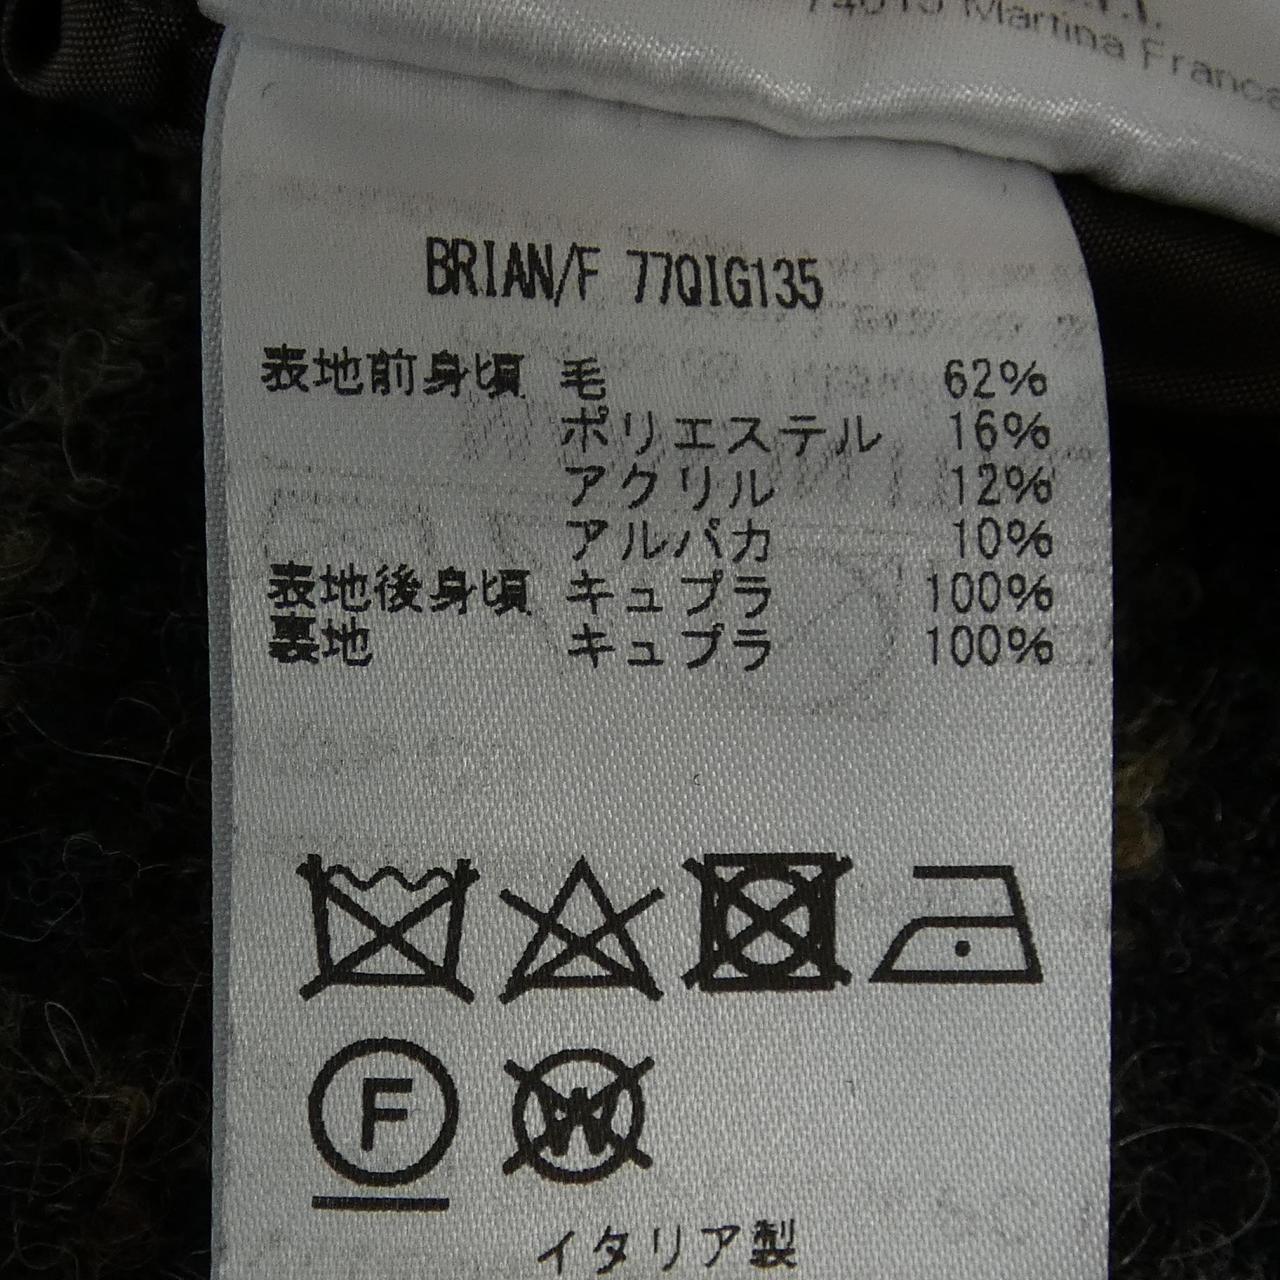 Martina Franca
BRIAN/F 77QIG135
表地前身頃 毛 62%
ポリエステル 16%
アクリル 12%
アルパカ 10%
表地後身頃 キュプラ 100%
裏地 キュプラ 100%
F
W
イタリア製